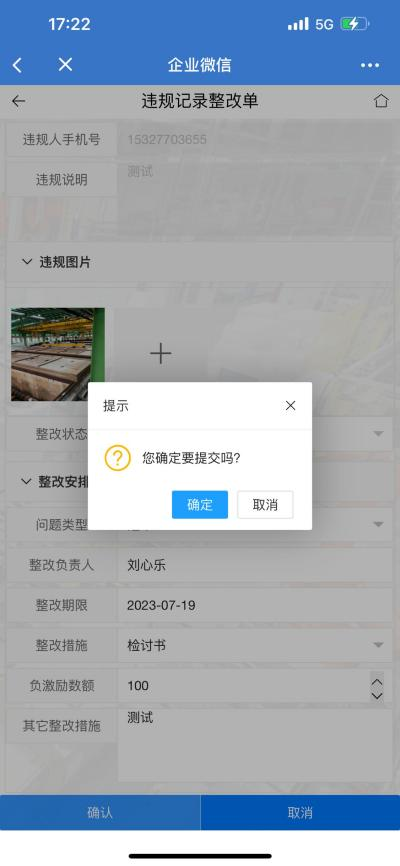 17:22
5G
企业微信
违规记录整改单
违规人手机号 15327703655
违规说明 测试
违规图片
提示
整改状态
您确定要提交吗?
整改安排
确定 取消
问题类型
整改负责人 刘心乐
整改期限 2023-07-19
整改措施 检讨书
负激励数额 100
其它整改措施 测试
确认 取消